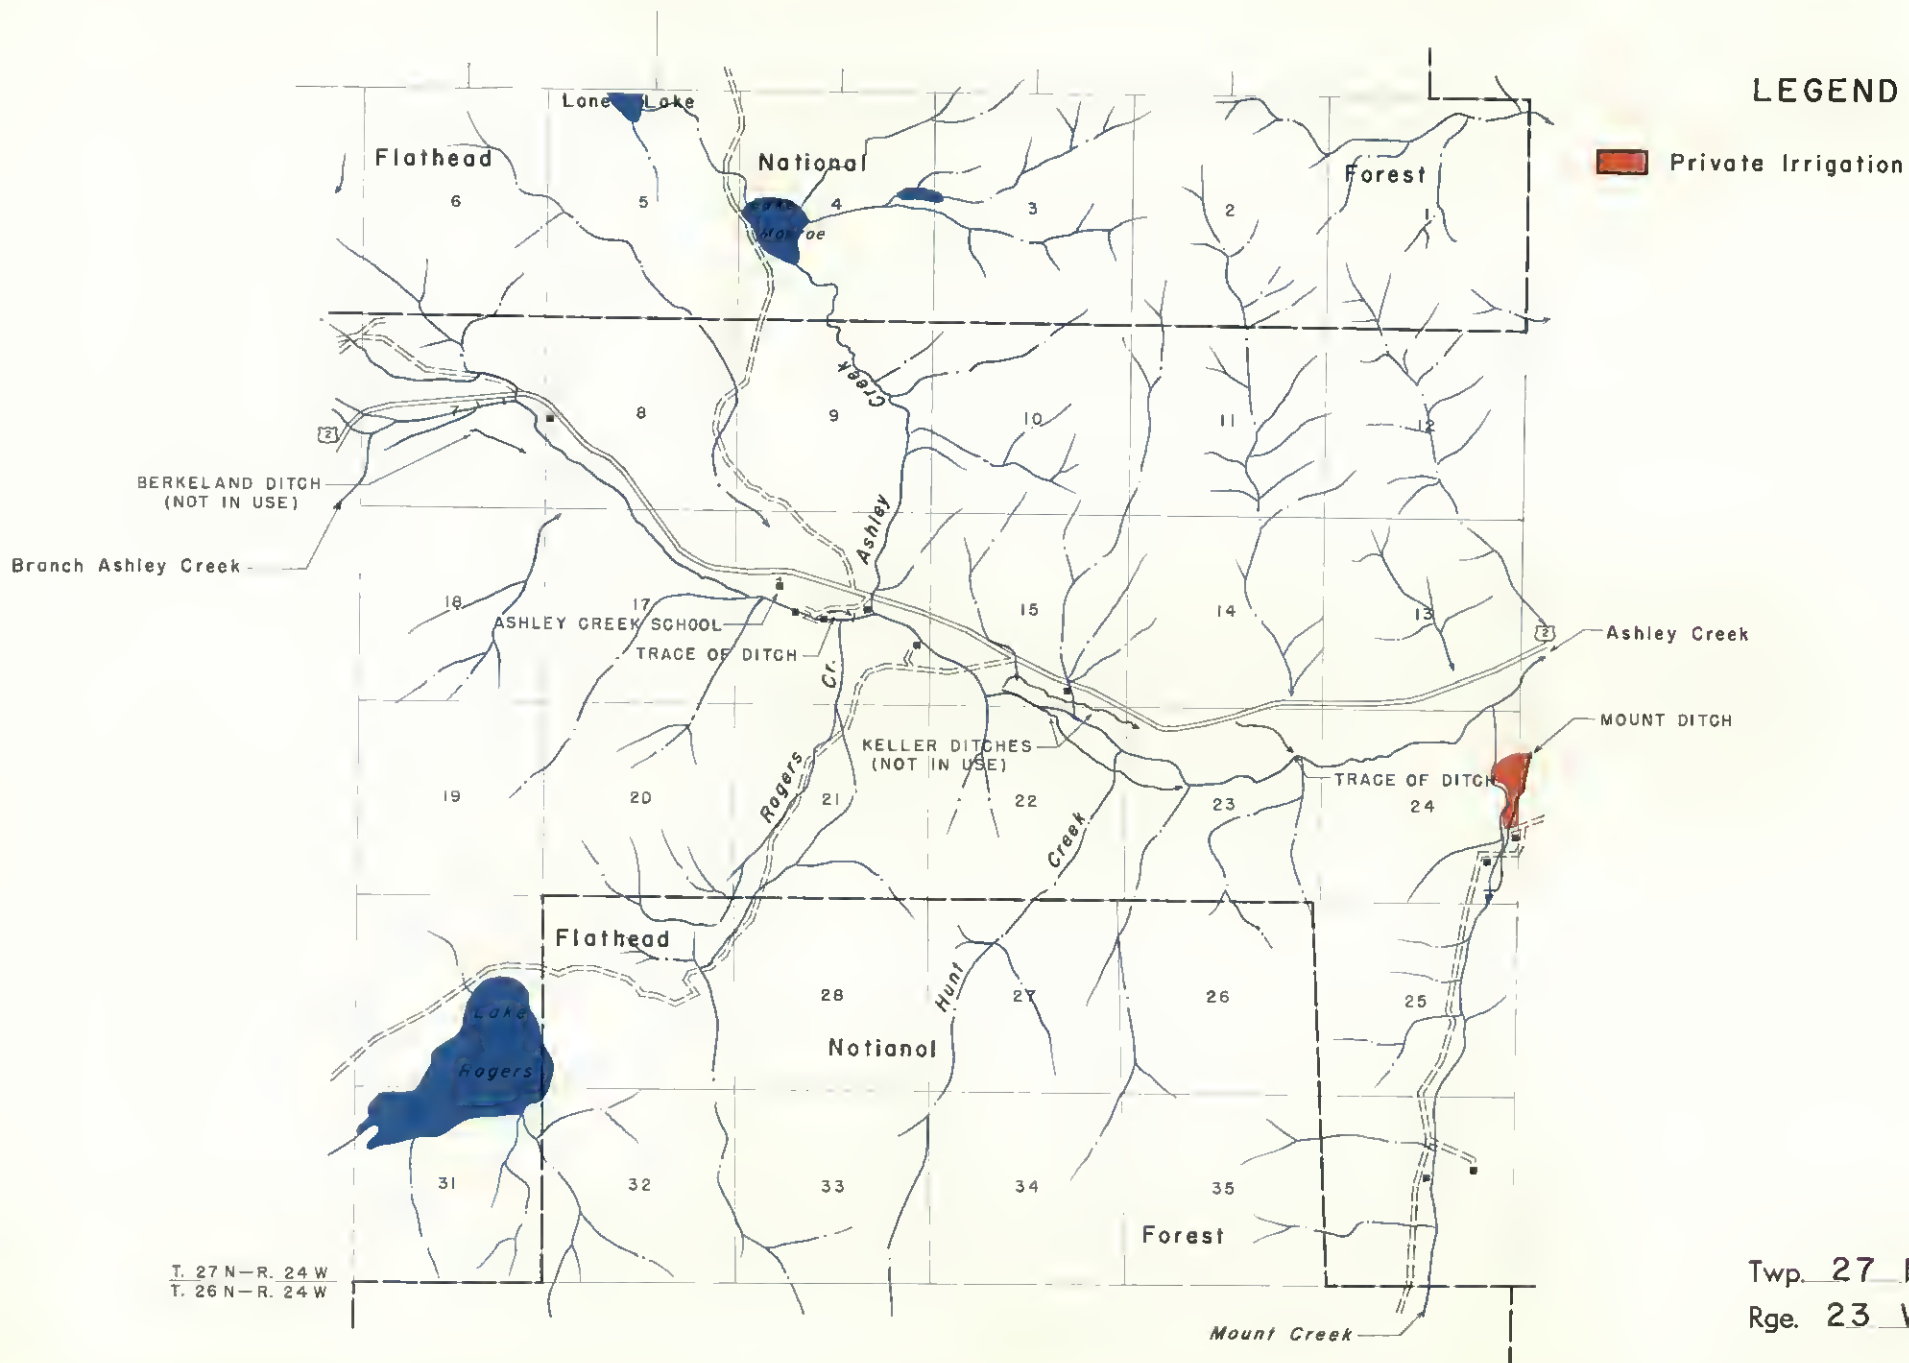 LEGEND
Private Irrigation
Lone Lake
Flathead
National
Forest
6
5
4
3
2
1
Lake
Monroe
Creek
7
8
9
10
11
12
2
BERKELAND DITCH
(NOT IN USE)
Branch Ashley Creek
Ashley
18
17
15
14
13
ASHLEY CREEK SCHOOL
TRACE OF DITCH
2
Ashley Creek
Cr.
MOUNT DITCH
KELLER DITCHES
(NOT IN USE)
Rogers
TRACE OF DITCH
19
20
21
22
23
24
Creek
Flathead
Hunt
28
27
26
25
Lake
Rogers
National
31
32
33
34
35
Forest
T. 27 N-R. 24 W
T. 26 N-R. 24 W
Twp. 27
Rge. 23
Mount Creek